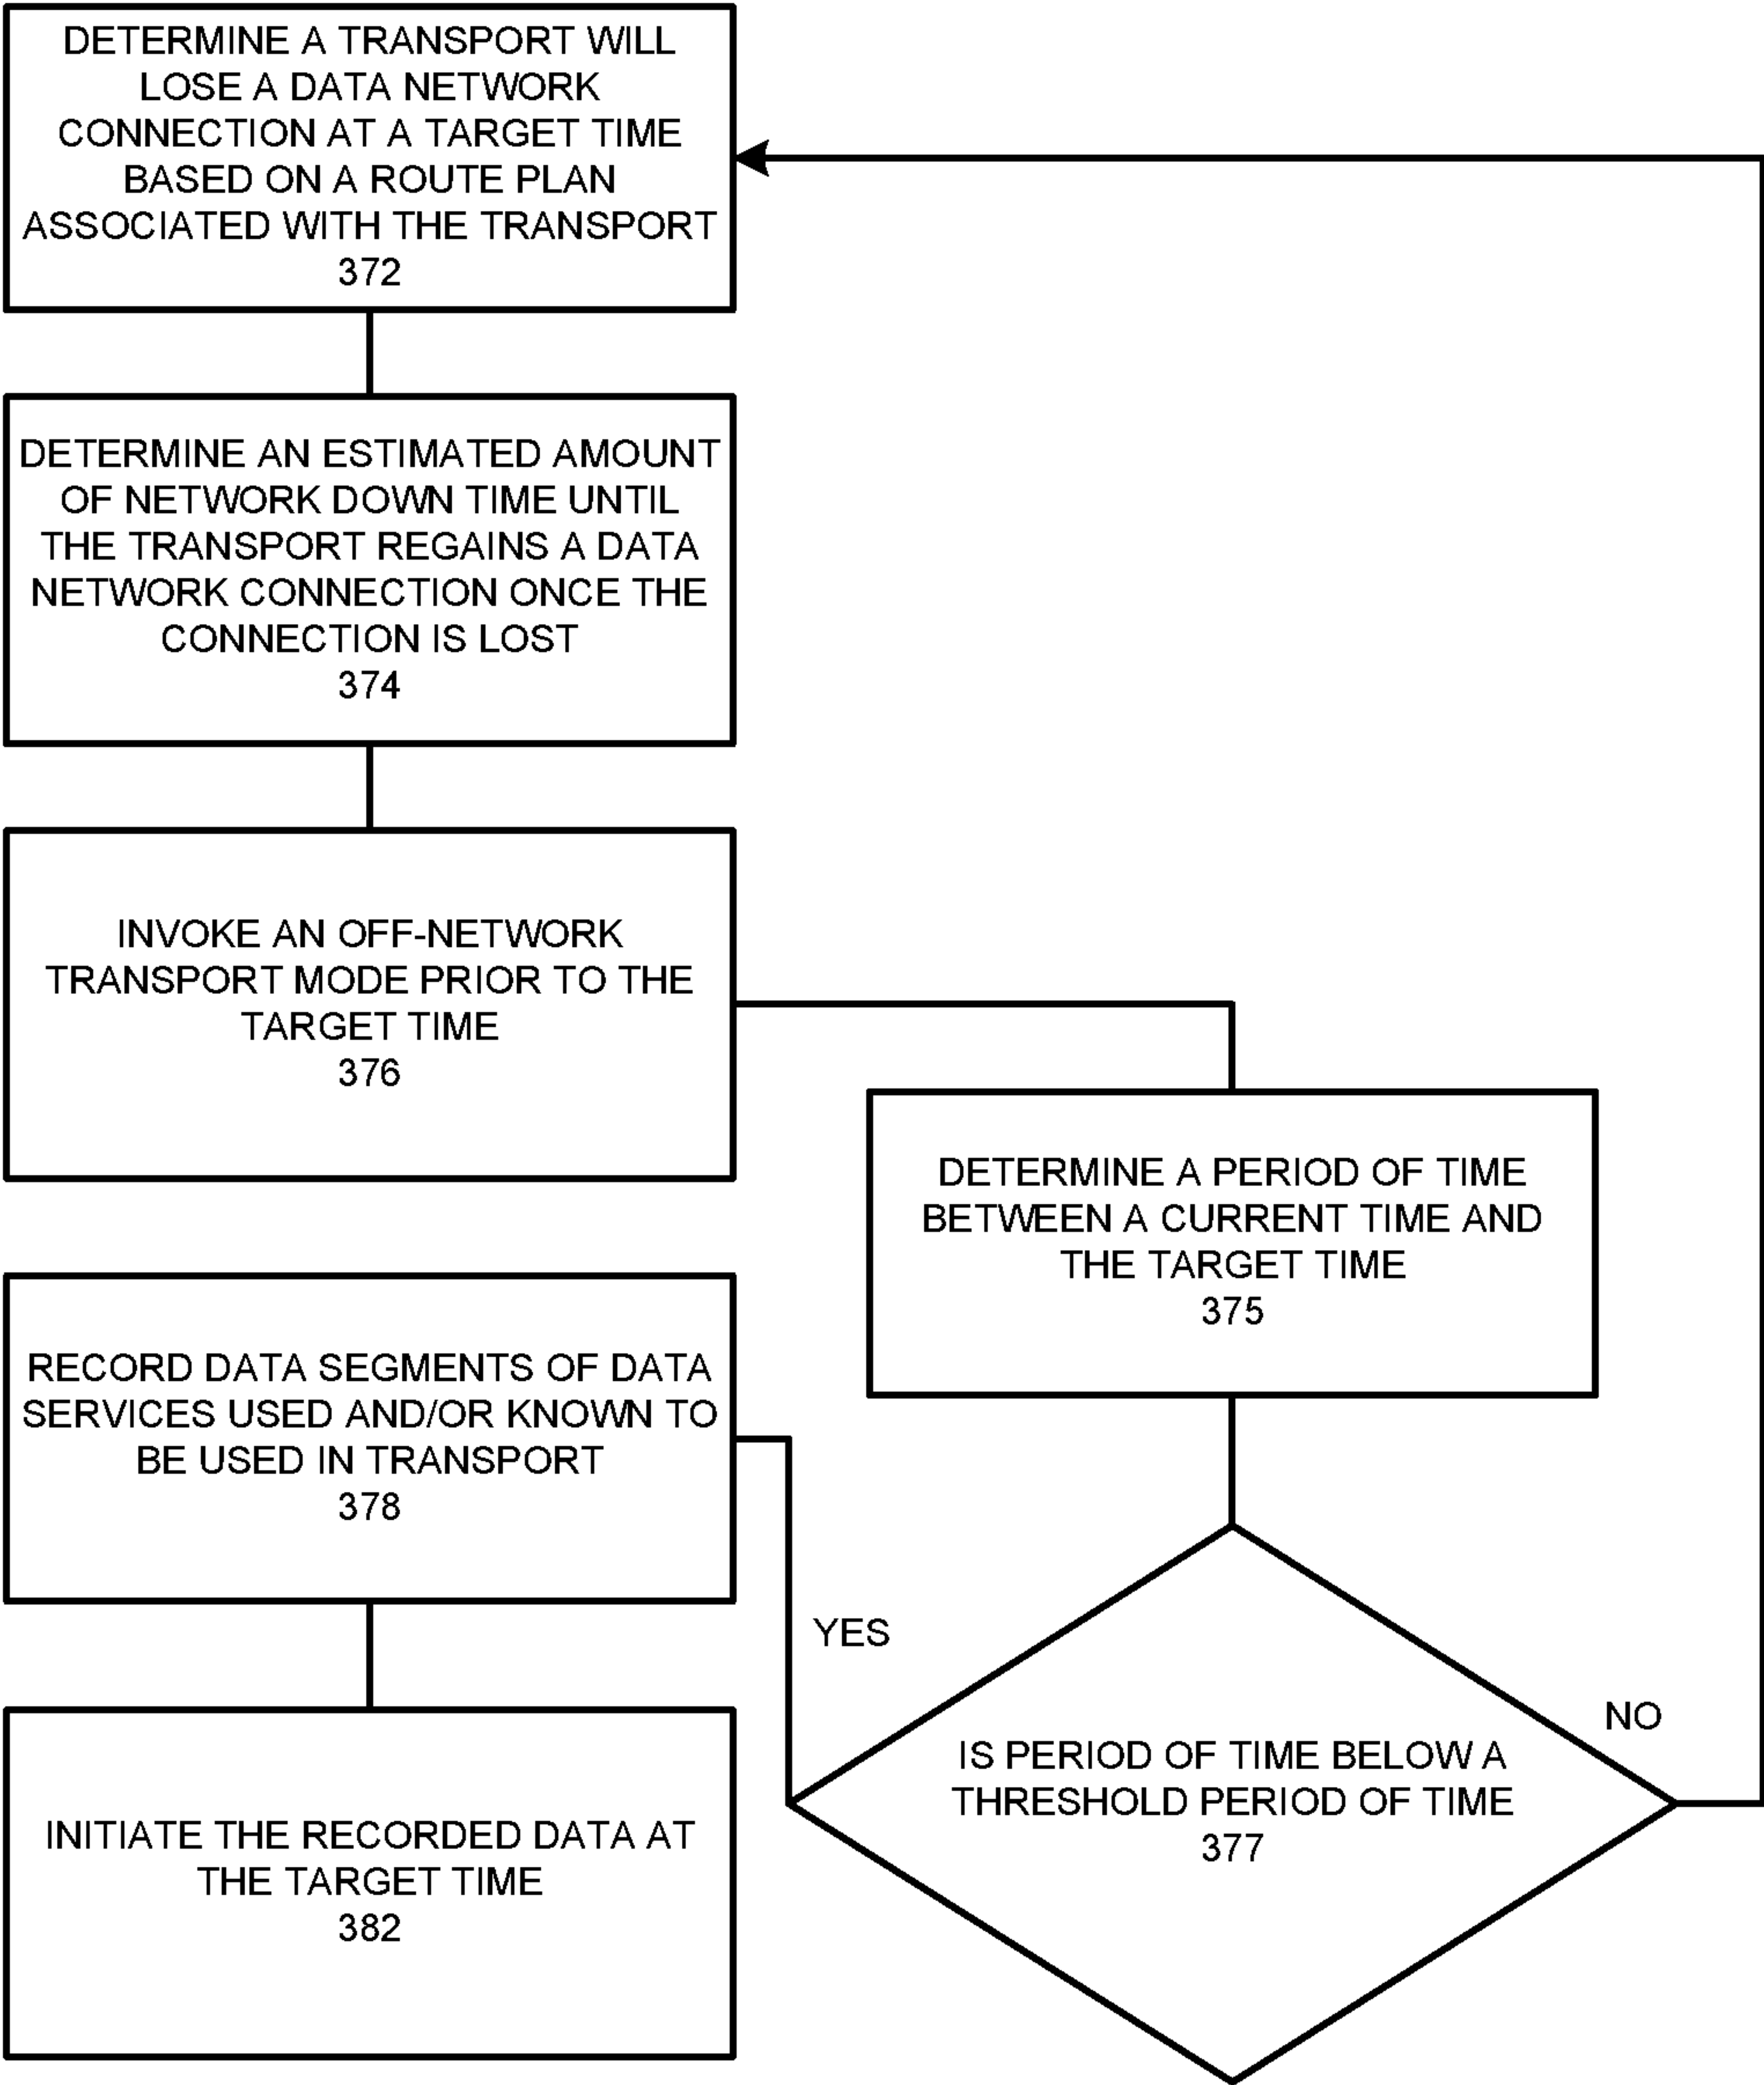 DETERMINE A TRANSPORT WILL
LOSE A DATA NETWORK
CONNECTION AT A TARGET TIME
BASED ON A ROUTE PLAN
ASSOCIATED WITH THE TRANSPORT
372
DETERMINE AN ESTIMATED AMOUNT
OF NETWORK DOWN TIME UNTIL
THE TRANSPORT REGAINS A DATA
NETWORK CONNECTION ONCE THE
CONNECTION IS LOST
374
INVOKE AN OFF-NETWORK
TRANSPORT MODE PRIOR TO THE
TARGET TIME
376
DETERMINE A PERIOD OF TIME
BETWEEN A CURRENT TIME AND
THE TARGET TIME
375
IS PERIOD OF TIME BELOW A
THRESHOLD PERIOD OF TIME
377
YES
NO
RECORD DATA SEGMENTS OF DATA
SERVICES USED AND/OR KNOWN TO
BE USED IN TRANSPORT
378
INITIATE THE RECORDED DATA AT
THE TARGET TIME
382